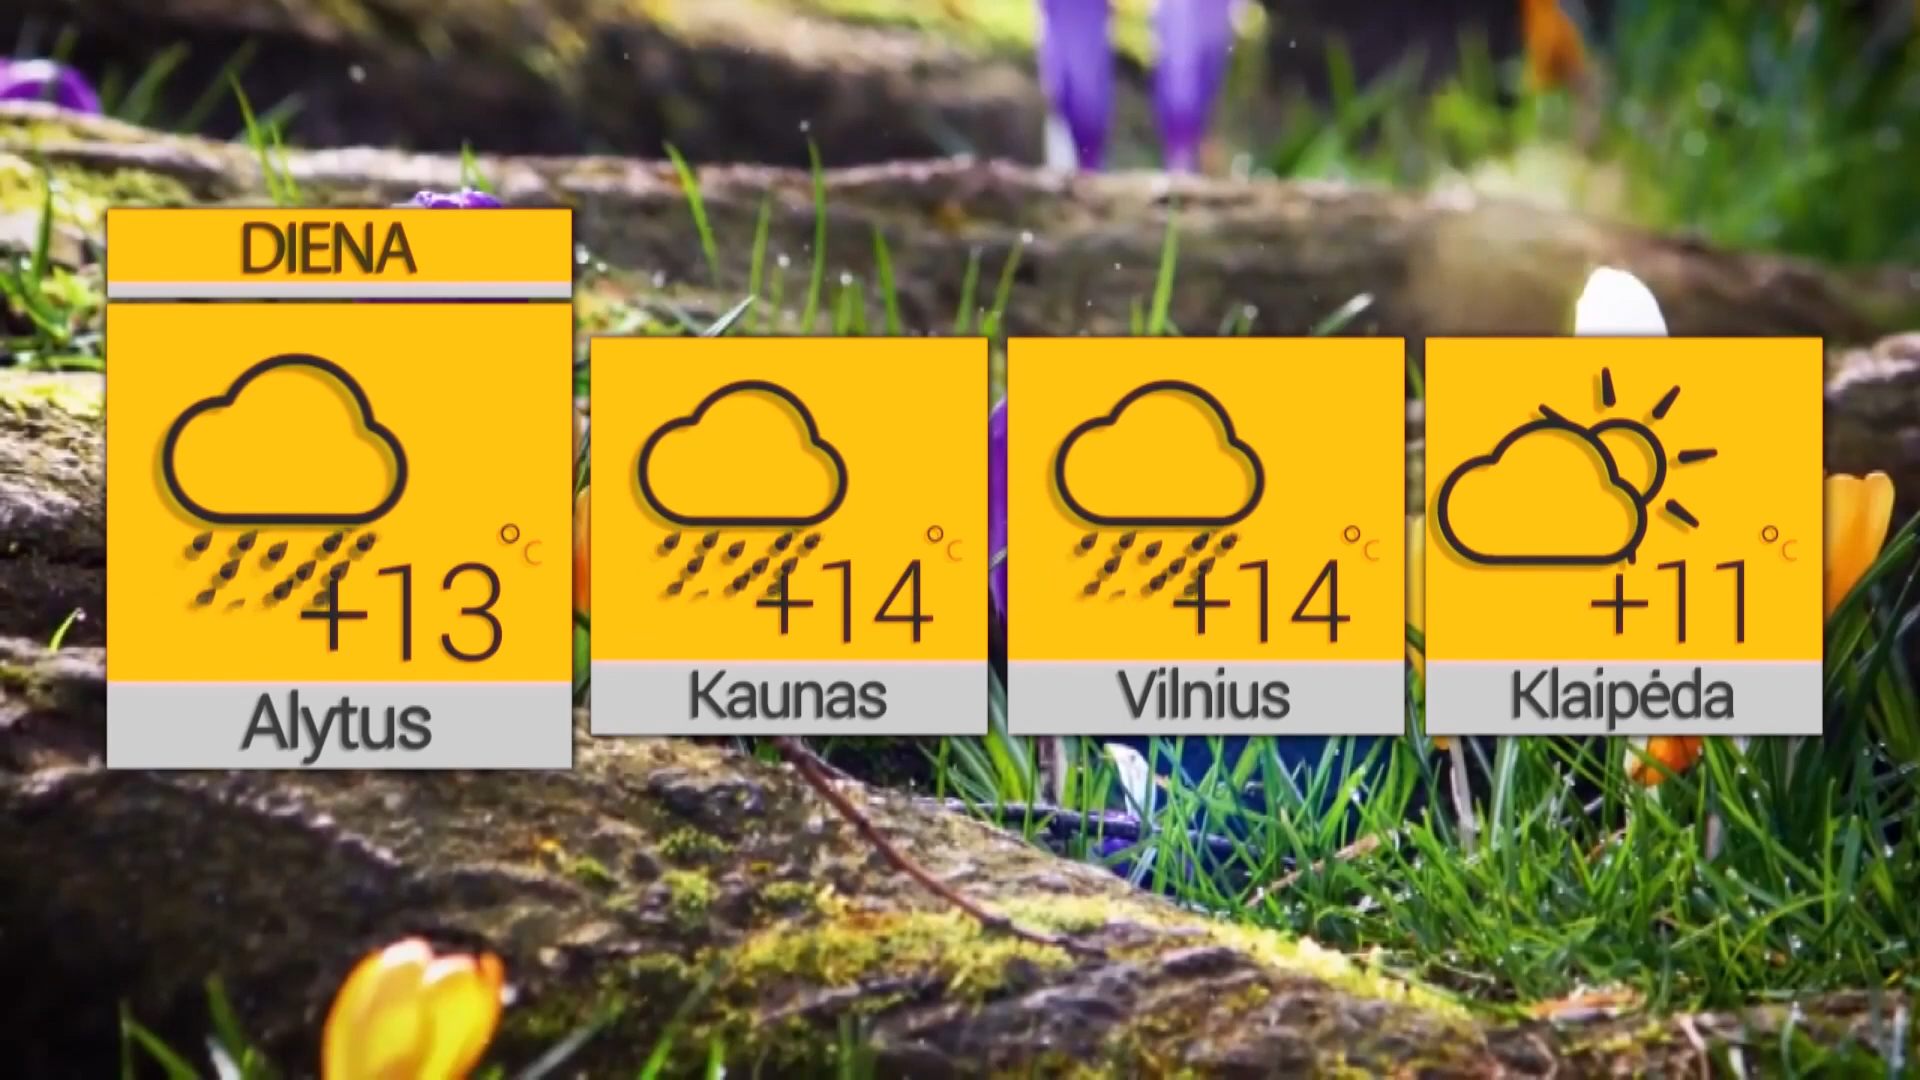 DIENA
+13 °C
Alytus
+14 °C
Kaunas
+14 °C
Vilnius
+11 °C
Klaipėda